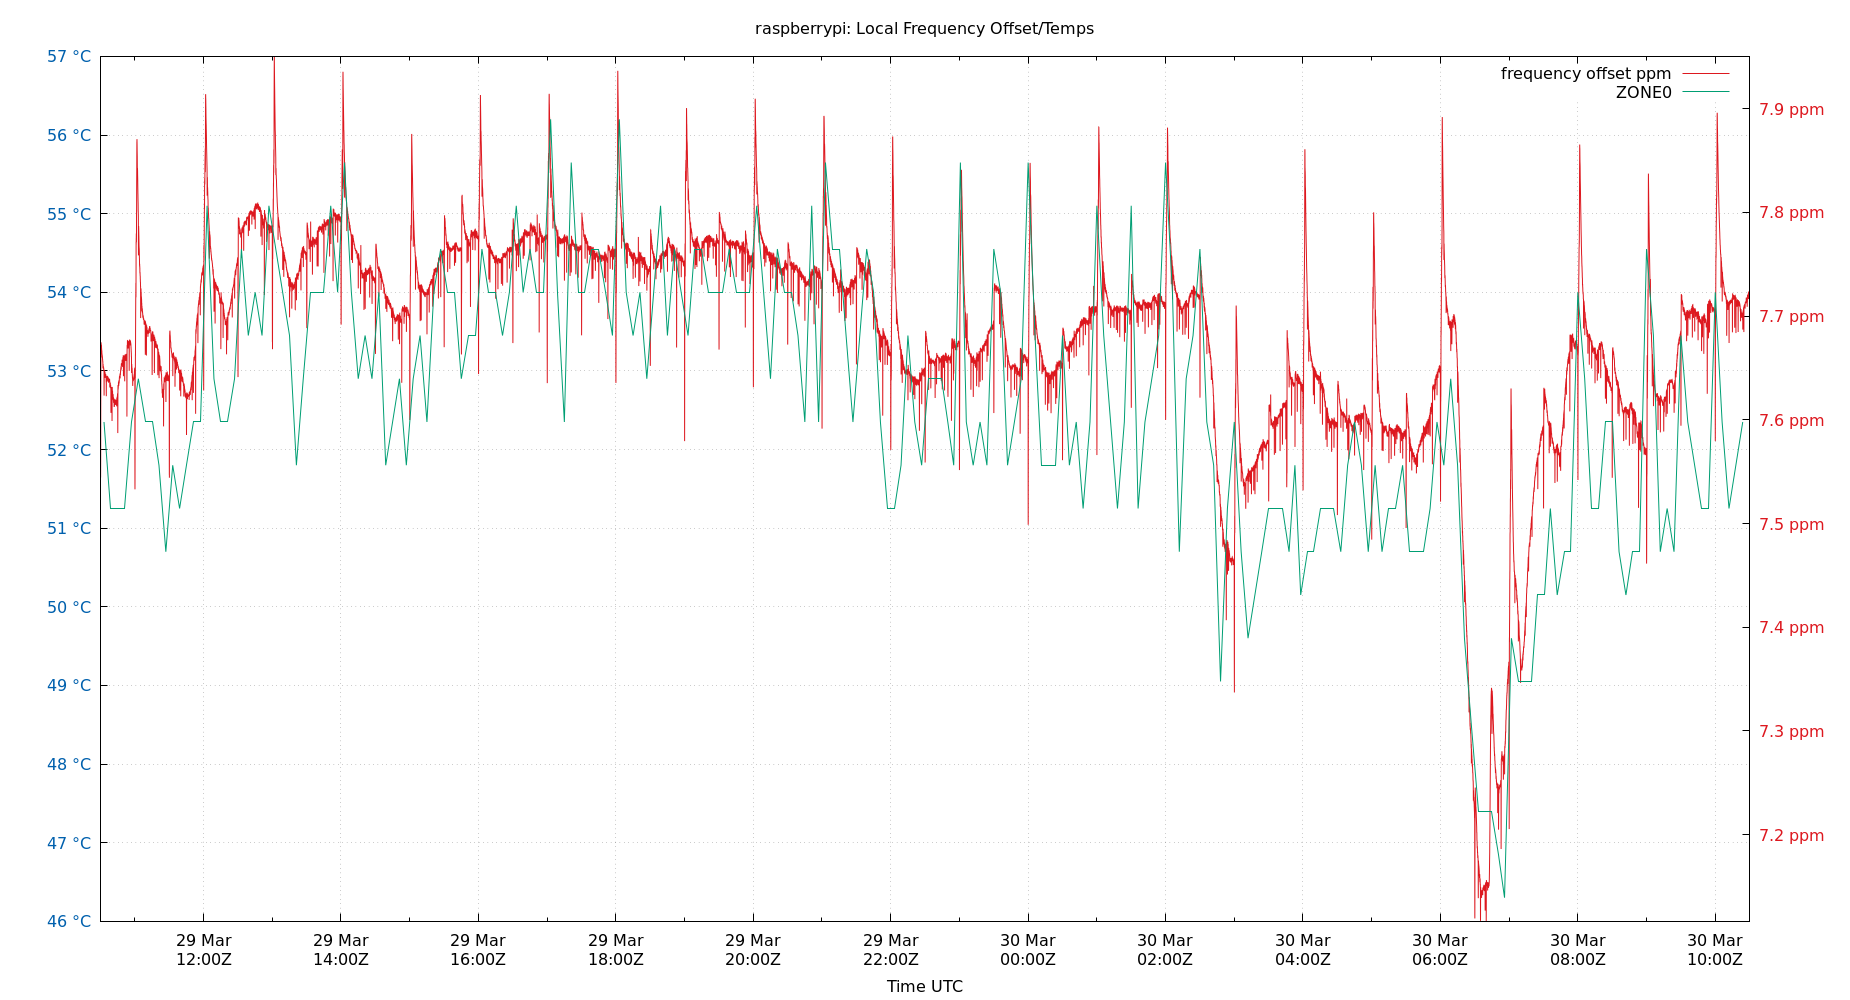 raspberrypi: Local Frequency Offset/Temps
frequency offset ppm
ZONE0
57 °C
56 °C
55 °C
54 °C
53 °C
52 °C
51 °C
50 °C
49 °C
48 °C
47 °C
46 °C
7.9 ppm
7.8 ppm
7.7 ppm
7.6 ppm
7.5 ppm
7.4 ppm
7.3 ppm
7.2 ppm
29 Mar 29 Mar 29 Mar 29 Mar 29 Mar 29 Mar 30 Mar 30 Mar 30 Mar 30 Mar 30 Mar 30 Mar
12:00Z 14:00Z 16:00Z 18:00Z 20:00Z 22:00Z 00:00Z 02:00Z 04:00Z 06:00Z 08:00Z 10:00Z
Time UTC